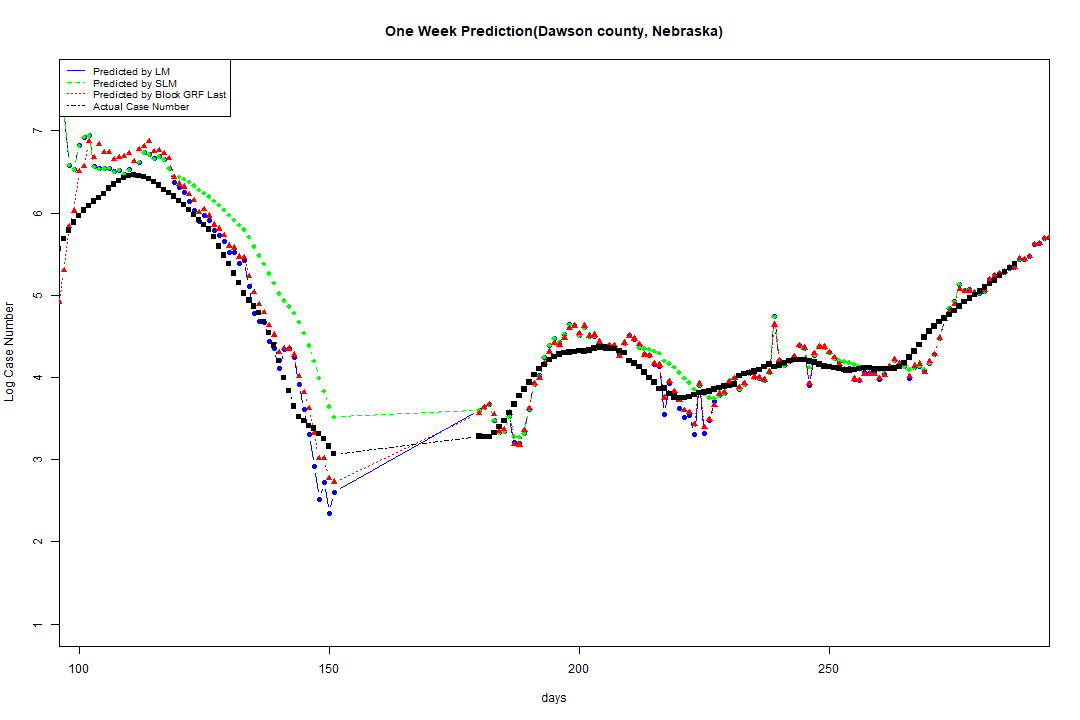 One Week Prediction(Dawson county, Nebraska)
Predicted by LM
Predicted by SLM
Predicted by Block GRF Last
Actual Case Number
7
6
5
4
3
2
1
Log Case Number
100 150 200 250
days